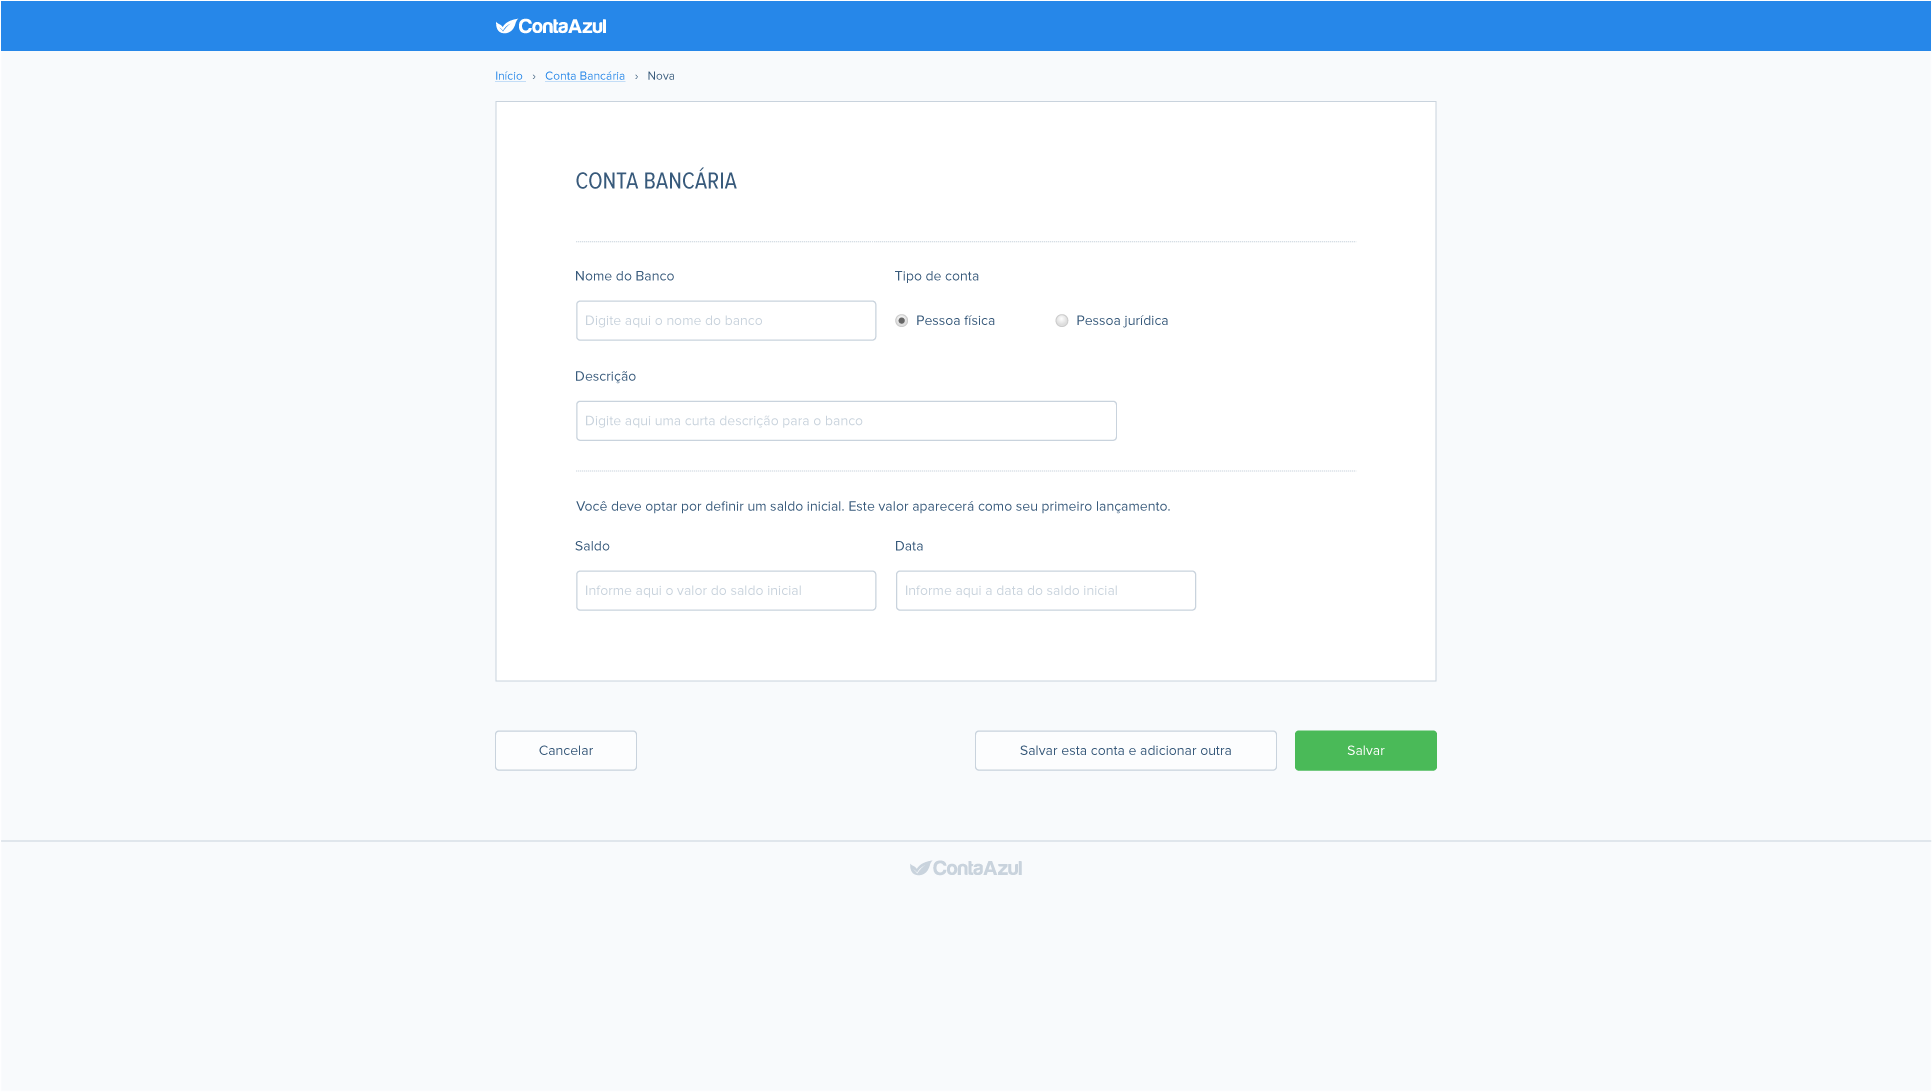 ContaAzul
Início › Conta Bancária › Nova
CONTA BANCÁRIA
Nome do Banco
Tipo de conta
Digite aqui o nome do banco
Pessoa física
Pessoa jurídica
Descrição
Digite aqui uma curta descrição para o banco
Você deve optar por definir um saldo inicial. Este valor aparecerá como seu primeiro lançamento.
Saldo
Data
Informe aqui o valor do saldo inicial
Informe aqui a data do saldo inicial
Cancelar
Salvar esta conta e adicionar outra
Salvar
ContaAzul